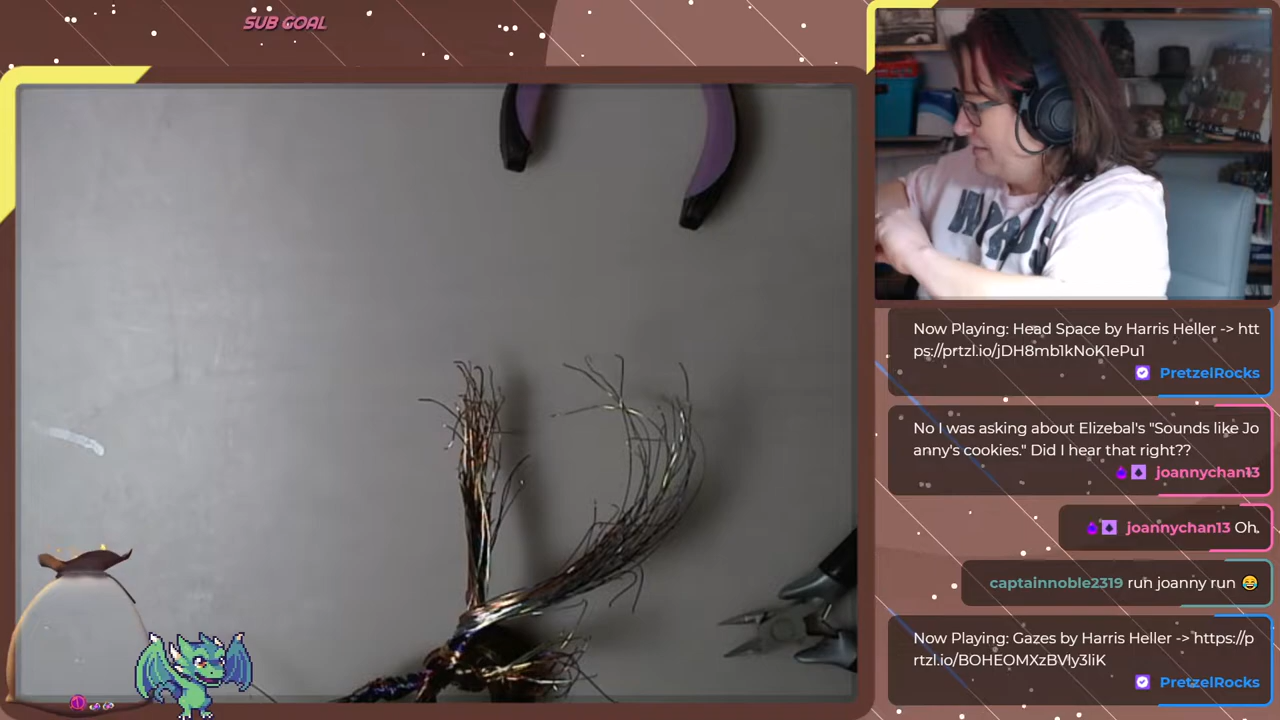 SUB GOAL
Now Playing: Head Space by Harris Heller -> htt
ps://prtzl.io/jDH8mb1kNoK1ePu1
PretzelRocks
No I was asking about Elizebal's "Sounds like Jo
anny's cookies." Did I hear that right??
joannychan13
joannychan13 Oh.
captainnoble2319 run joanny run 😂
Now Playing: Gazes by Harris Heller -> https://p
rtzl.io/BOHEOMXzBVly3liK
PretzelRocks